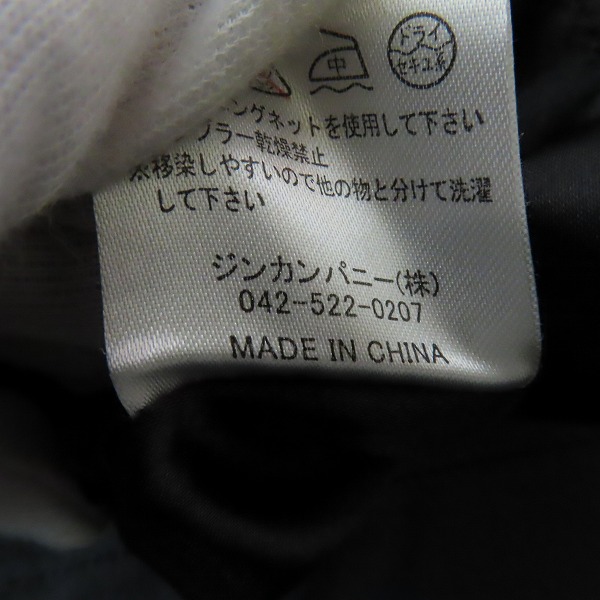 ドライ
セキユ系
中
ングネットを使用して下さい
ブラー乾燥禁止
※移染しやすいので他の物と分けて洗濯
して下さい
ジンカンパニー(株)
042-522-0207
MADE IN CHINA